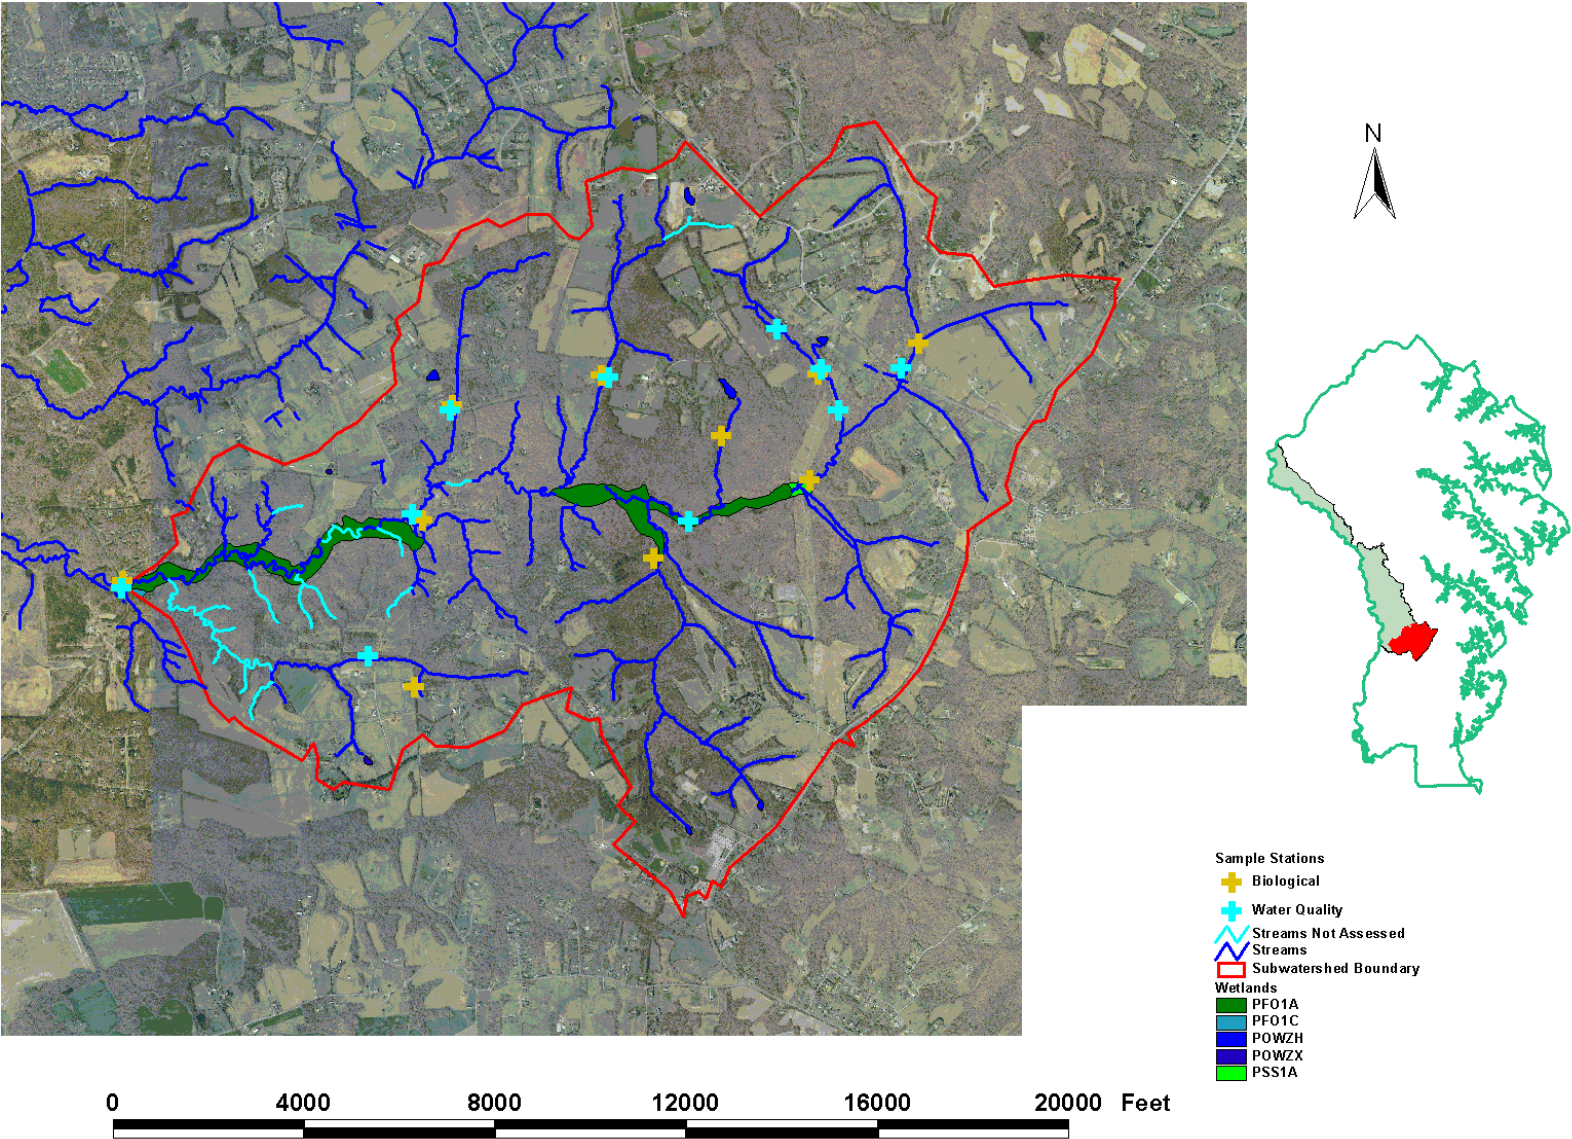 N
Sample Stations
Biological
Water Quality
Streams Not Assessed
Streams
Subwatershed Boundary
Wetlands
PFO1A
PFO1C
POWZH
POWZX
PSS1A
0 4000 8000 12000 16000 20000 Feet